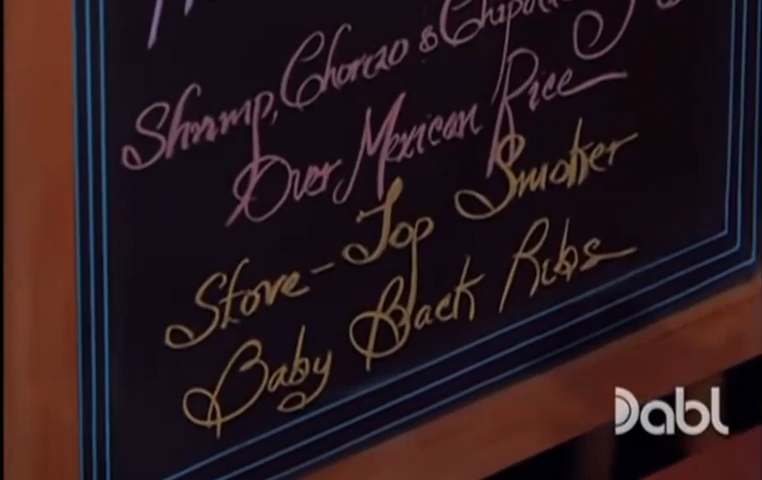 Shrimp, Chorizo & Chipotle
Over Mexican Rice
Stove-Top Smoker
Baby Back Ribs
Dabl